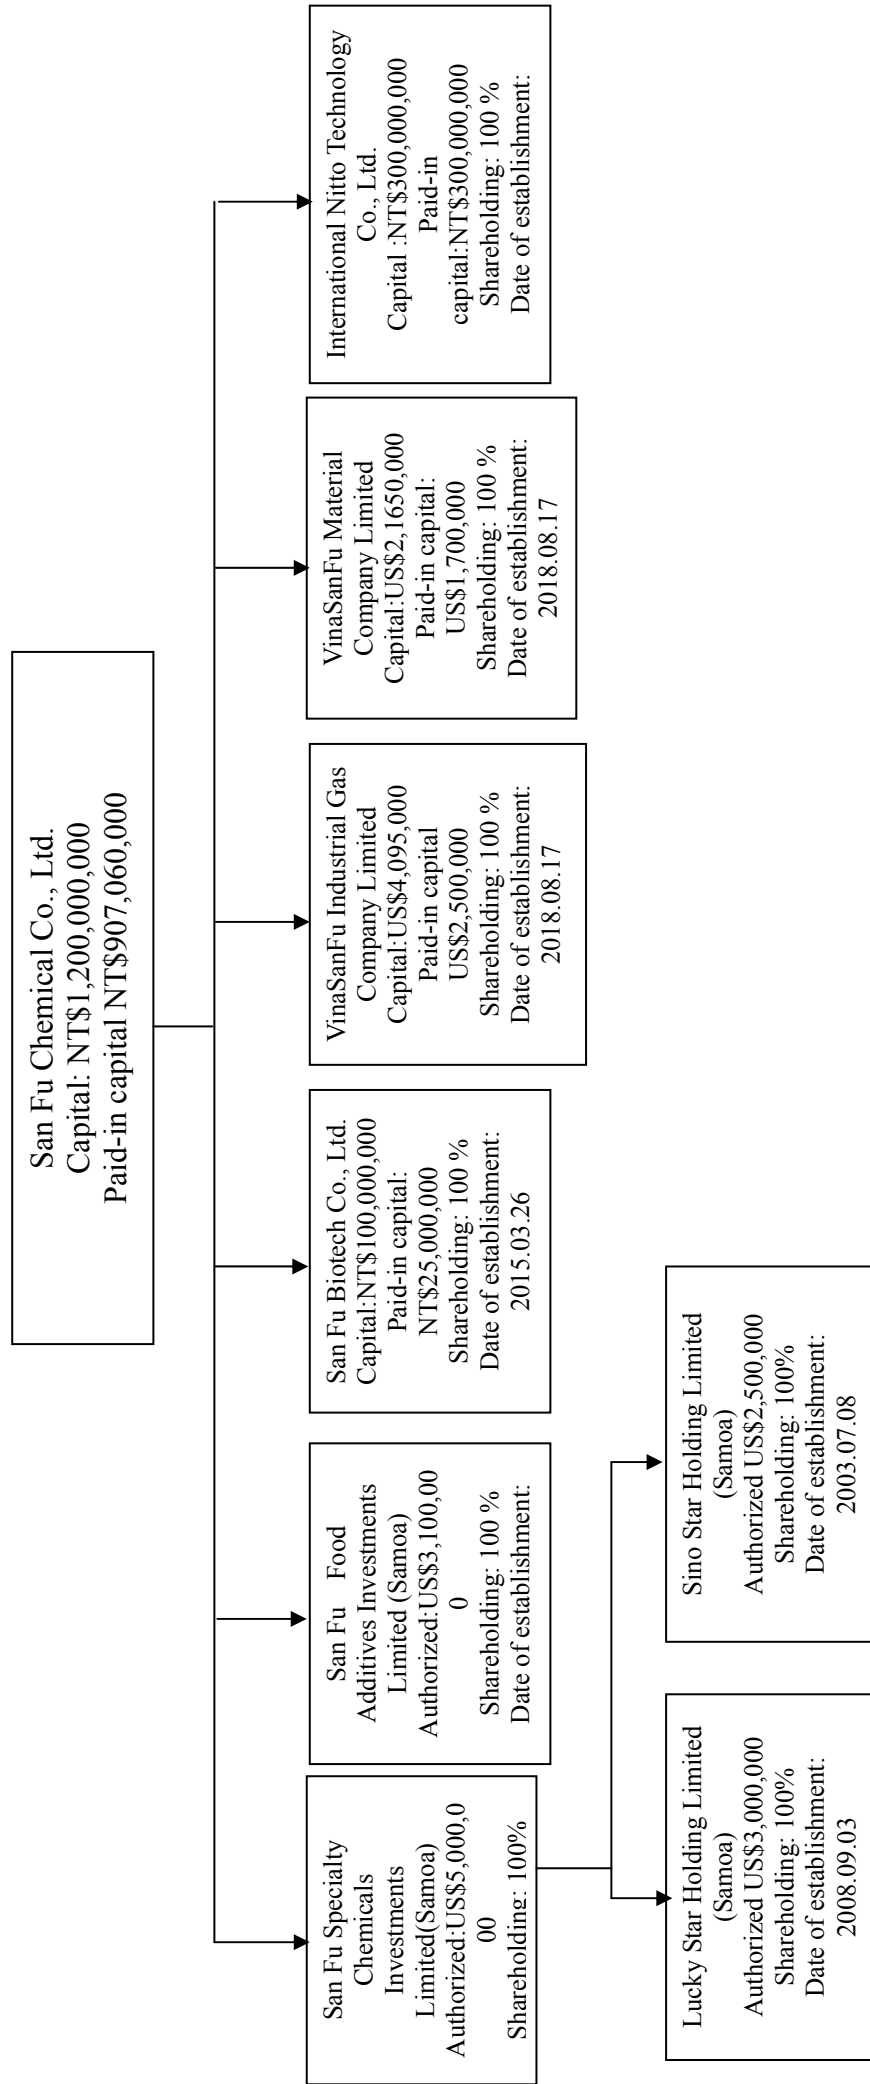 San Fu Chemical Co., Ltd.
Capital: NT$1,200,000,000
Paid-in capital NT$907,060,000
San Fu Specialty
Chemicals
Investments
Limited(Samoa)
Authorized:US$5,000,0
00
Shareholding: 100%
San Fu Food
Additives Investments
Limited (Samoa)
Authorized:US$3,100,00
0
Shareholding: 100 %
Date of establishment:
San Fu Biotech Co., Ltd.
Capital:NT$100,000,000
Paid-in capital:
NT$25,000,000
Shareholding: 100 %
Date of establishment:
2015.03.26
VinaSanFu Industrial Gas
Company Limited
Capital:US$4,095,000
Paid-in capital
US$2,500,000
Shareholding: 100 %
Date of establishment:
2018.08.17
VinaSanFu Material
Company Limited
Capital:US$2,1650,000
Paid-in capital:
US$1,700,000
Shareholding: 100 %
Date of establishment:
2018.08.17
International Nitto Technology
Co., Ltd.
Capital :NT$300,000,000
Paid-in
capital:NT$300,000,000
Shareholding: 100 %
Date of establishment:
Lucky Star Holding Limited
(Samoa)
Authorized US$3,000,000
Shareholding: 100%
Date of establishment:
2008.09.03
Sino Star Holding Limited
(Samoa)
Authorized US$2,500,000
Shareholding: 100%
Date of establishment:
2003.07.08